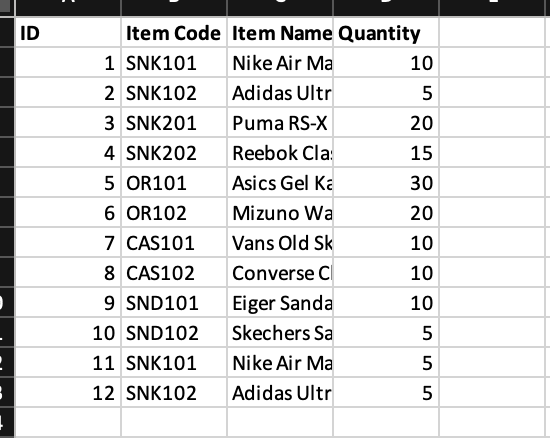 ID Item Code Item Name Quantity
1 SNK101 Nike Air Ma 10
2 SNK102 Adidas Ultr 5
3 SNK201 Puma RS-X 20
4 SNK202 Reebok Cla 15
5 OR101 Asics Gel Ka 30
6 OR102 Mizuno Wa 20
7 CAS101 Vans Old Sk 10
8 CAS102 Converse C 10
9 SND101 Eiger Sanda 10
10 SND102 Skechers Sa 5
11 SNK101 Nike Air Ma 5
12 SNK102 Adidas Ultr 5